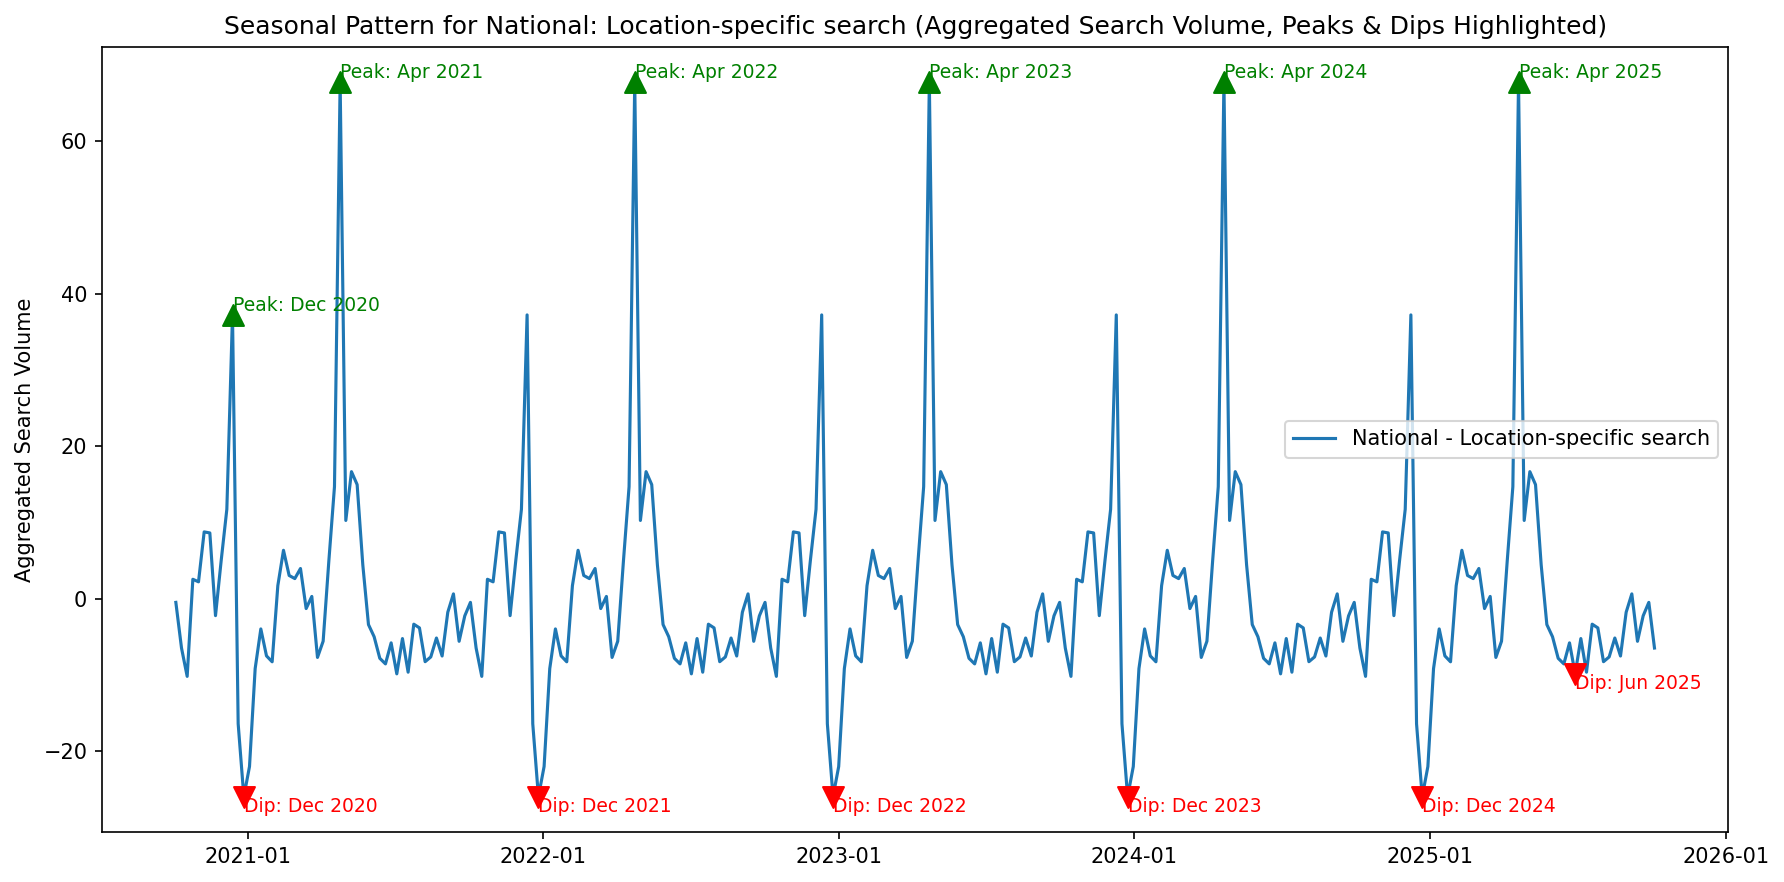 Seasonal Pattern for National: Location-specific search (Aggregated Search Volume, Peaks & Dips Highlighted)
Peak: Apr 2021
Peak: Apr 2022
Peak: Apr 2023
Peak: Apr 2024
Peak: Apr 2025
60
Peak: Dec 2020
40
National - Location-specific search
20
Aggregated Search Volume
0
Dip: Jun 2025
−20
Dip: Dec 2020
Dip: Dec 2021
Dip: Dec 2022
Dip: Dec 2023
Dip: Dec 2024
2021-01
2022-01
2023-01
2024-01
2025-01
2026-01